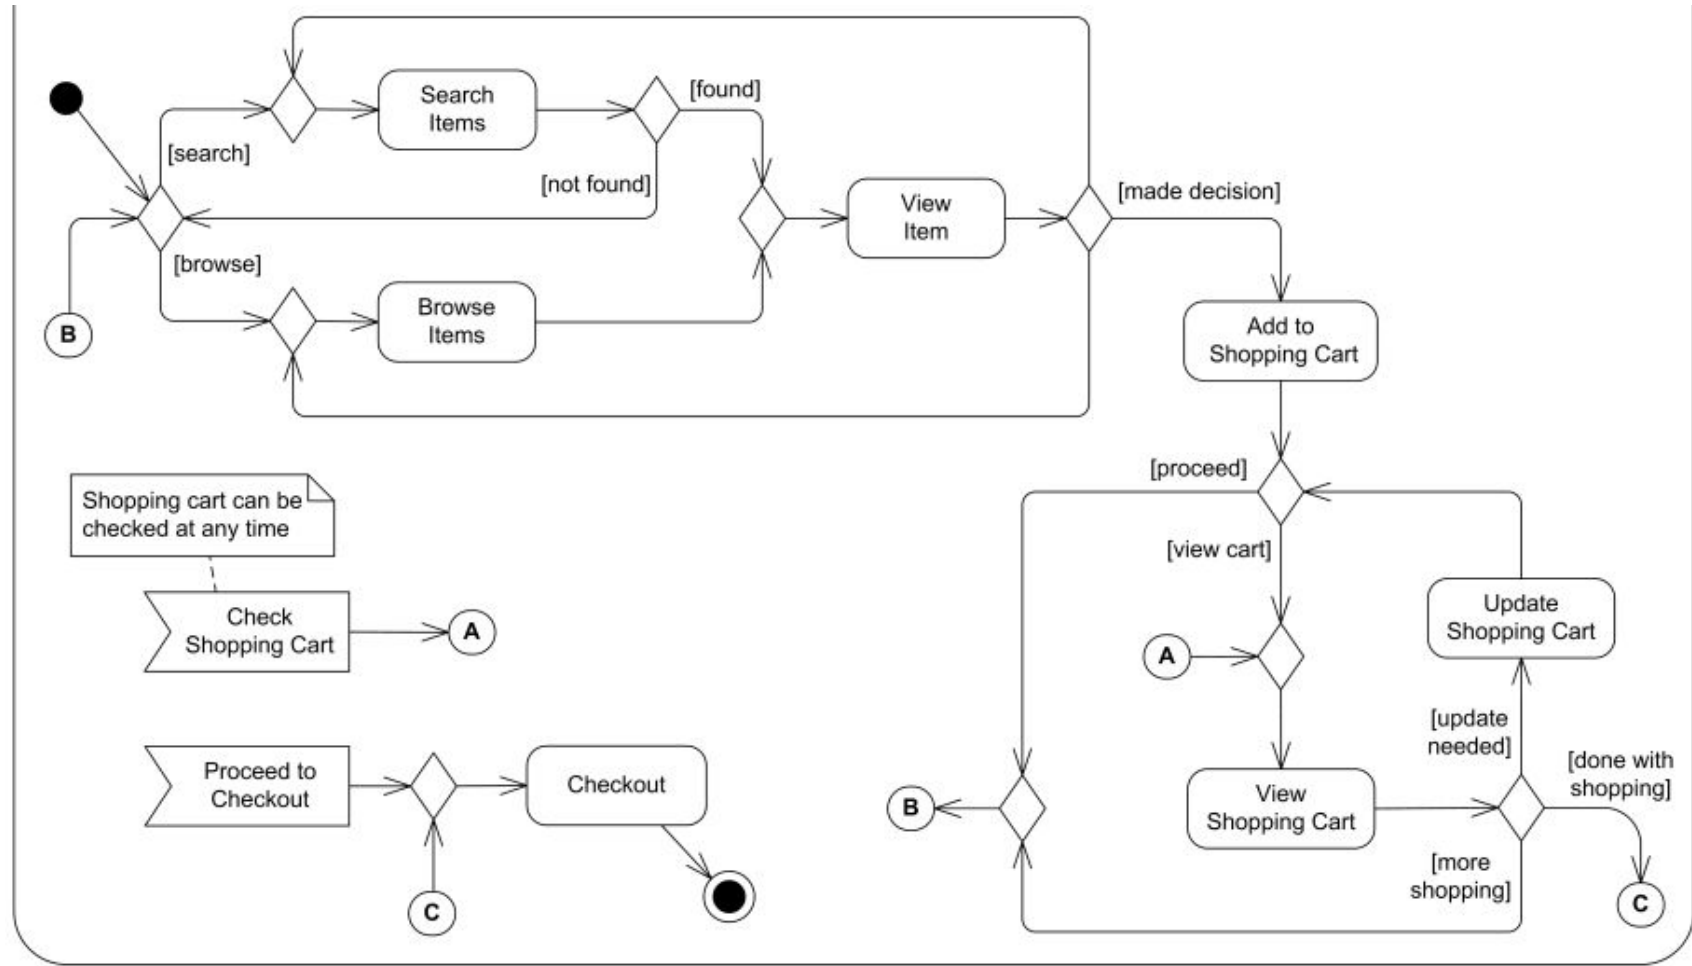 [found]
Search
Items
[search]
[not found]
[made decision]
View
Item
[browse]
Browse
Items
B
Add to
Shopping Cart
[proceed]
Shopping cart can be
checked at any time
[view cart]
Check
Shopping Cart
A
Update
Shopping Cart
A
[update
needed]
[done with
shopping]
Proceed to
Checkout
Checkout
B
View
Shopping Cart
[more
shopping]
C
C